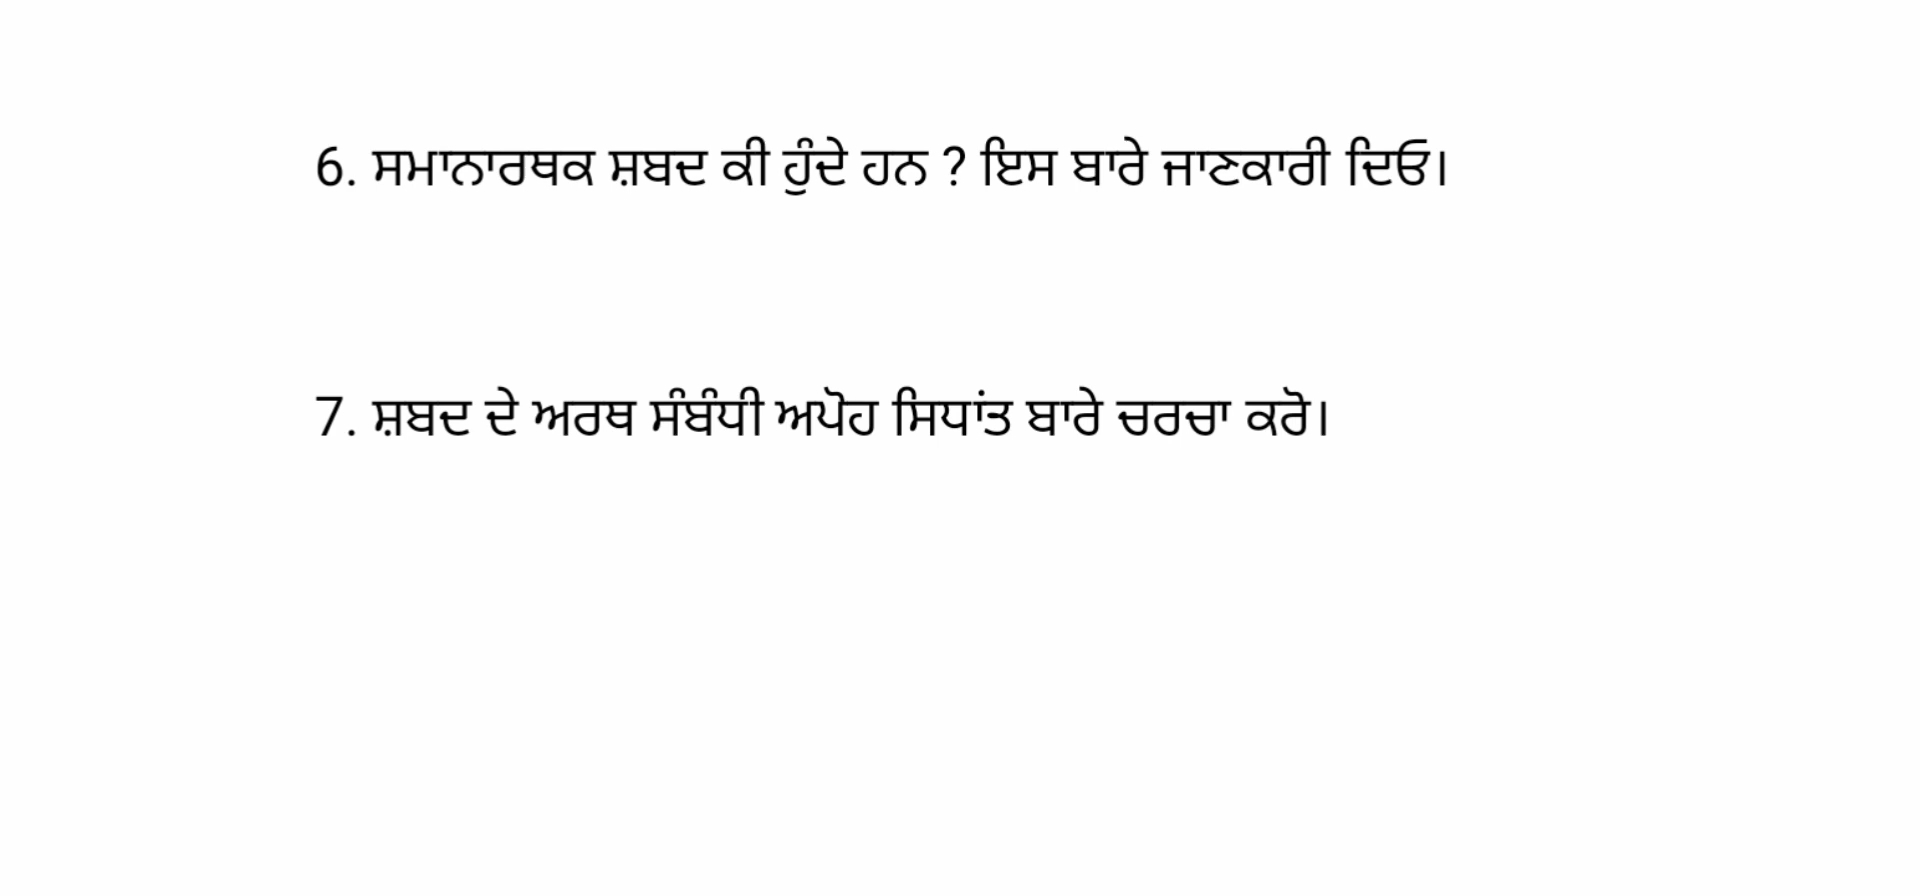 6. ਸਮਾਨਾਰਥਕ ਸ਼ਬਦ ਕੀ ਹੁੰਦੇ ਹਨ ? ਇਸ ਬਾਰੇ ਜਾਣਕਾਰੀ ਦਿਓ।
7. ਸ਼ਬਦ ਦੇ ਅਰਥ ਸੰਬੰਧੀ ਅਪੋਹ ਸਿਧਾਂਤ ਬਾਰੇ ਚਰਚਾ ਕਰੋ।